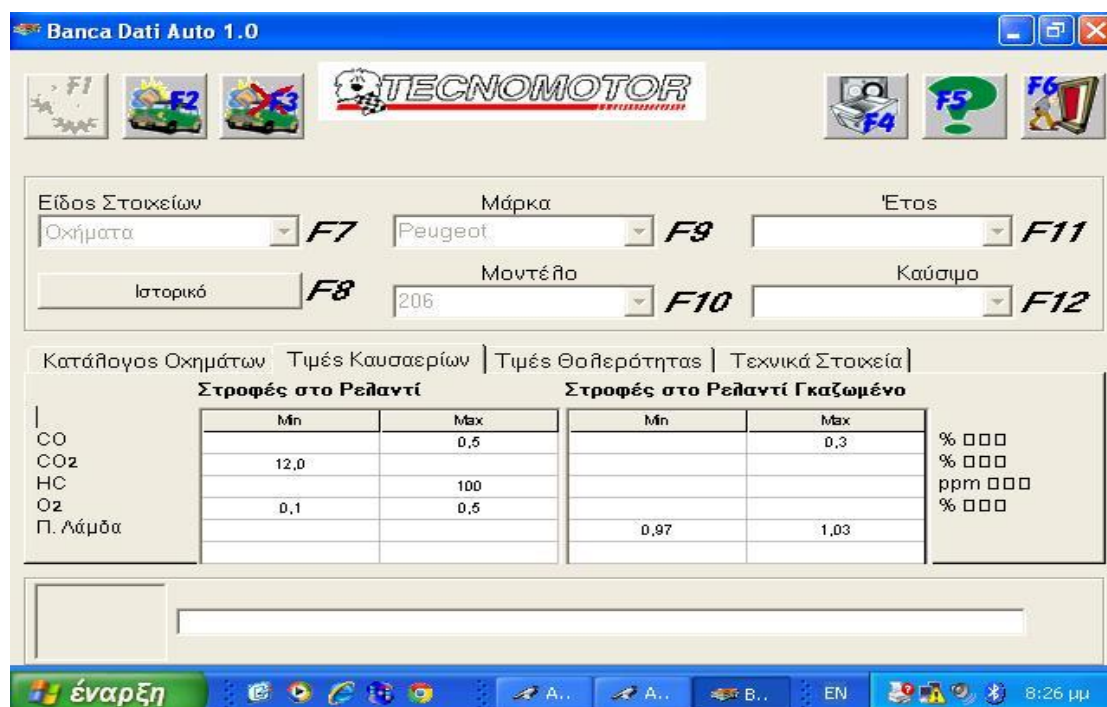 Banca Dati Auto 1.0
F1 F2 F3 TECNOMOTOR F4 F5 F6
Είδος Στοιχείων Μάρκα Έτος
Οχήματα F7 Peugeot F9 F11
Μοντέλο Καύσιμο
Ιστορικό F8 206 F10 F12
Κατάλογος Οχημάτων Τιμές Καυσαερίων Τιμές Θολερότητας Τεχνικά Στοιχεία
Στροφές στο Ρελαντί Στροφές στο Ρελαντί Γκαζωμένο
Min Max Min Max
CO 0,5 0,3 % □□□
CO2 12,0 % □□□
HC 100 ppm □□□
O2 0,1 0,5 % □□□
Π. Λάμδα 0,97 1,03
έναρξη A.. A.. B.. EN 8:26 μμ